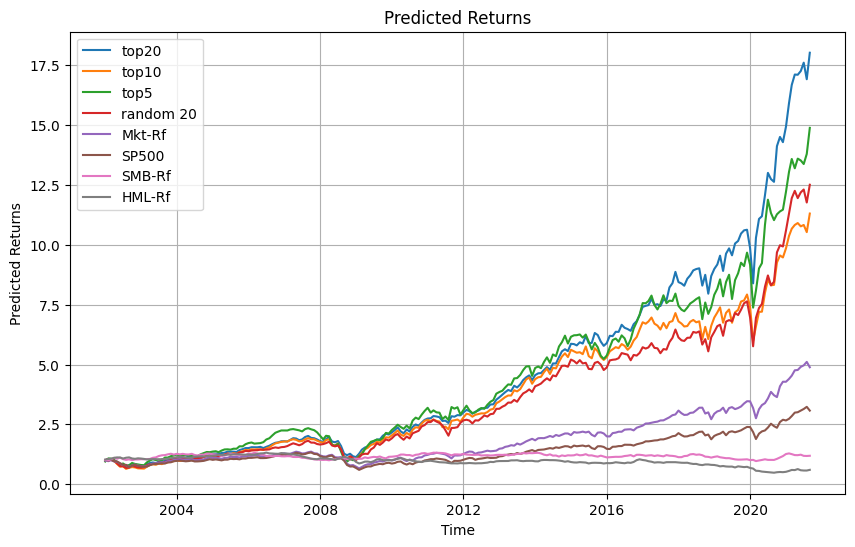 Predicted Returns
top20
top10
top5
random 20
Mkt-Rf
SP500
SMB-Rf
HML-Rf
Predicted Returns
17.5
15.0
12.5
10.0
7.5
5.0
2.5
0.0
2004
2008
2012
2016
2020
Time